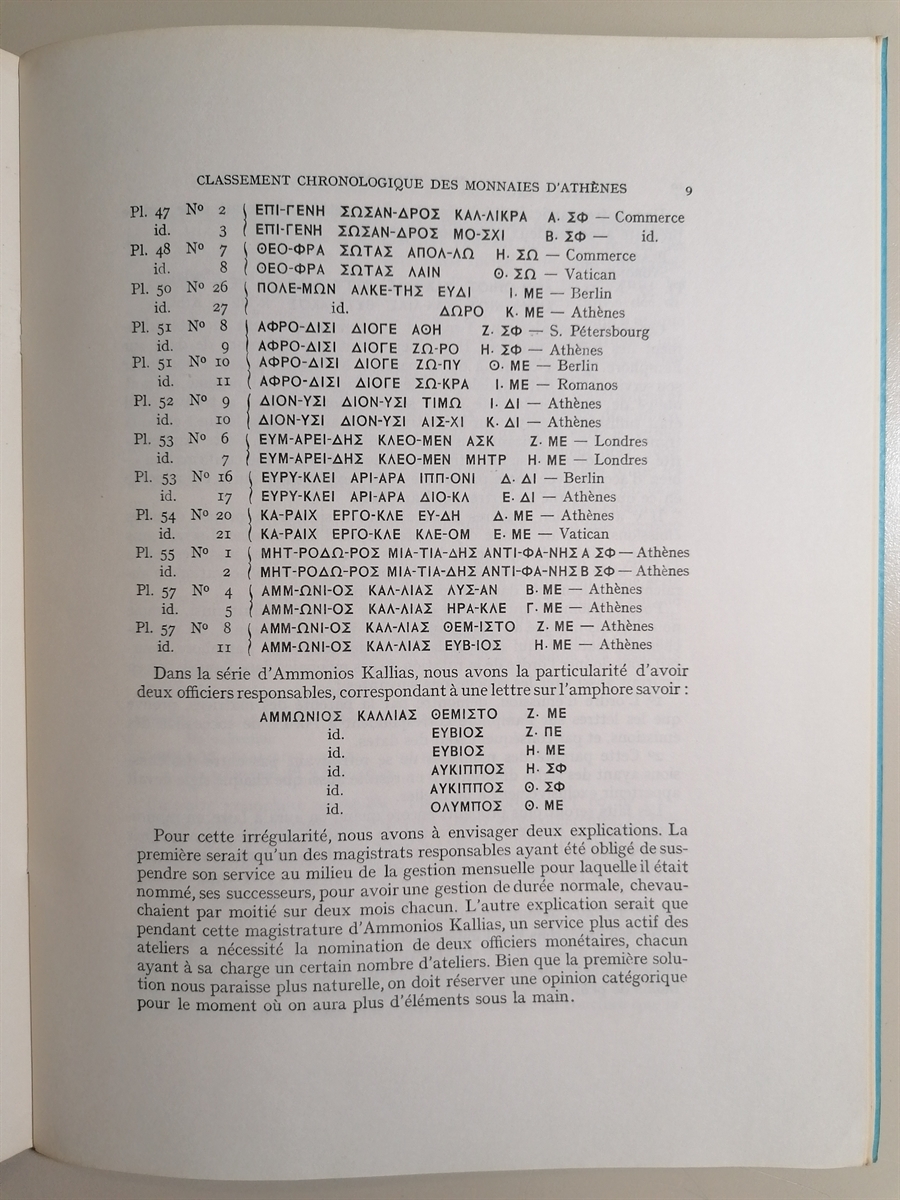 CLASSEMENT CHRONOLOGIQUE DES MONNAIES D'ATHÈNES 9
Pl. 47 Nº 2 ΕΠΙ-ΓΕΝΗ ΣΩΣΑΝ-ΔΡΟΣ ΚΑΛ-ΛΙΚΡΑ Α. ΣΦ — Commerce
id. 3 ΕΠΙ-ΓΕΝΗ ΣΩΣΑΝ-ΔΡΟΣ ΜΟ-ΣΧΙ Β. ΣΦ — id.
Pl. 48 Nº 7 ΘΕΟ-ΦΡΑ ΣΩΤΑΣ ΑΠΟΛ-ΛΩ Η. ΣΩ — Commerce
id. 8 ΘΕΟ-ΦΡΑ ΣΩΤΑΣ ΛΑΙΝ Θ. ΣΩ — Vatican
Pl. 50 Nº 26 ΠΟΛΕ-ΜΩΝ ΑΛΚΕ-ΤΗΣ ΕΥΔΙ Ι. ΜΕ — Berlin
id. 27 id. ΔΩΡΟ Κ. ΜΕ — Athènes
Pl. 51 Nº 8 ΑΦΡΟ-ΔΙΣΙ ΔΙΟΓΕ ΑΘΗ Ζ. ΣΦ — S. Pétersbourg
id. 9 ΑΦΡΟ-ΔΙΣΙ ΔΙΟΓΕ ΖΩ-ΡΟ Η. ΣΦ — Athènes
Pl. 51 Nº 10 ΑΦΡΟ-ΔΙΣΙ ΔΙΟΓΕ ΖΩ-ΠΥ Θ. ΜΕ — Berlin
id. 11 ΑΦΡΟ-ΔΙΣΙ ΔΙΟΓΕ ΣΩ-ΚΡΑ Ι. ΜΕ — Romanos
Pl. 52 Nº 9 ΔΙΟΝ-ΥΣΙ ΔΙΟΝ-ΥΣΙ ΤΙΜΩ Ι. ΔΙ — Athènes
id. 10 ΔΙΟΝ-ΥΣΙ ΔΙΟΝ-ΥΣΙ ΑΙΣ-ΧΙ Κ. ΔΙ — Athènes
Pl. 53 Nº 6 ΕΥΜ-ΑΡΕΙ-ΔΗΣ ΚΛΕΟ-ΜΕΝ ΑΣΚ Ζ. ΜΕ — Londres
id. 7 ΕΥΜ-ΑΡΕΙ-ΔΗΣ ΚΛΕΟ-ΜΕΝ ΜΗΤΡ Η. ΜΕ — Londres
Pl. 53 Nº 16 ΕΥΡΥ-ΚΛΕΙ ΑΡΙ-ΑΡΑ ΙΠΠ-ΟΝΙ Δ. ΔΙ — Berlin
id. 17 ΕΥΡΥ-ΚΛΕΙ ΑΡΙ-ΑΡΑ ΔΙΟ-ΚΛ Ε. ΔΙ — Athènes
Pl. 54 Nº 20 ΚΑ-ΡΑΙΧ ΕΡΓΟ-ΚΛΕ ΕΥ-ΔΗ Δ. ΜΕ — Athènes
id. 21 ΚΑ-ΡΑΙΧ ΕΡΓΟ-ΚΛΕ ΚΛΕ-ΟΜ Ε. ΜΕ — Vatican
Pl. 55 Nº 1 ΜΗΤ-ΡΟΔΩ-ΡΟΣ ΜΙΛ-ΤΙΑ-ΔΗΣ ΑΝΤΙ-ΦΑ-ΝΗΣ Α ΣΦ — Athènes
id. 2 ΜΗΤ-ΡΟΔΩ-ΡΟΣ ΜΙΛ-ΤΙΑ-ΔΗΣ ΑΝΤΙ-ΦΑ-ΝΗΣ Β ΣΦ — Athènes
Pl. 57 Nº 4 ΑΜΜ-ΩΝΙ-ΟΣ ΚΑΛ-ΛΙΑΣ ΛΥΣ-ΑΝ Β. ΜΕ — Athènes
id. 5 ΑΜΜ-ΩΝΙ-ΟΣ ΚΑΛ-ΛΙΑΣ ΗΡΑ-ΚΛΕ Γ. ΜΕ — Athènes
Pl. 57 Nº 8 ΑΜΜ-ΩΝΙ-ΟΣ ΚΑΛ-ΛΙΑΣ ΘΕΜ-ΙΣΤΟ Ζ. ΜΕ — Athènes
id. 11 ΑΜΜ-ΩΝΙ-ΟΣ ΚΑΛ-ΛΙΑΣ ΕΥΒ-ΙΟΣ Η. ΜΕ — Athènes
Dans la série d'Ammonios Kallias, nous avons la particularité d'avoir
deux officiers responsables, correspondant à une lettre sur l'amphore savoir :
ΑΜΜΩΝΙΟΣ ΚΑΛΛΙΑΣ ΘΕΜΙΣΤΟ Ζ. ΜΕ
id. ΕΥΒΙΟΣ Ζ. ΠΕ
id. ΕΥΒΙΟΣ Η. ΜΕ
id. ΑΥΚΙΠΠΟΣ Η. ΣΦ
id. ΑΥΚΙΠΠΟΣ Θ. ΣΦ
id. ΟΛΥΜΠΟΣ Θ. ΜΕ
Pour cette irrégularité, nous avons à envisager deux explications. La
première serait qu'un des magistrats responsables ayant été obligé de sus-
pendre son service au milieu de la gestion mensuelle pour laquelle il était
nommé, ses successeurs, pour avoir une gestion de durée normale, chevau-
chaient par moitié sur deux mois chacun. L'autre explication serait que
pendant cette magistrature d'Ammonios Kallias, un service plus actif des
ateliers a nécessité la nomination de deux officiers monétaires, chacun
ayant à sa charge un certain nombre d'ateliers. Bien que la première solu-
tion nous paraisse plus naturelle, on doit réserver une opinion catégorique
pour le moment où on aura plus d'éléments sous la main.